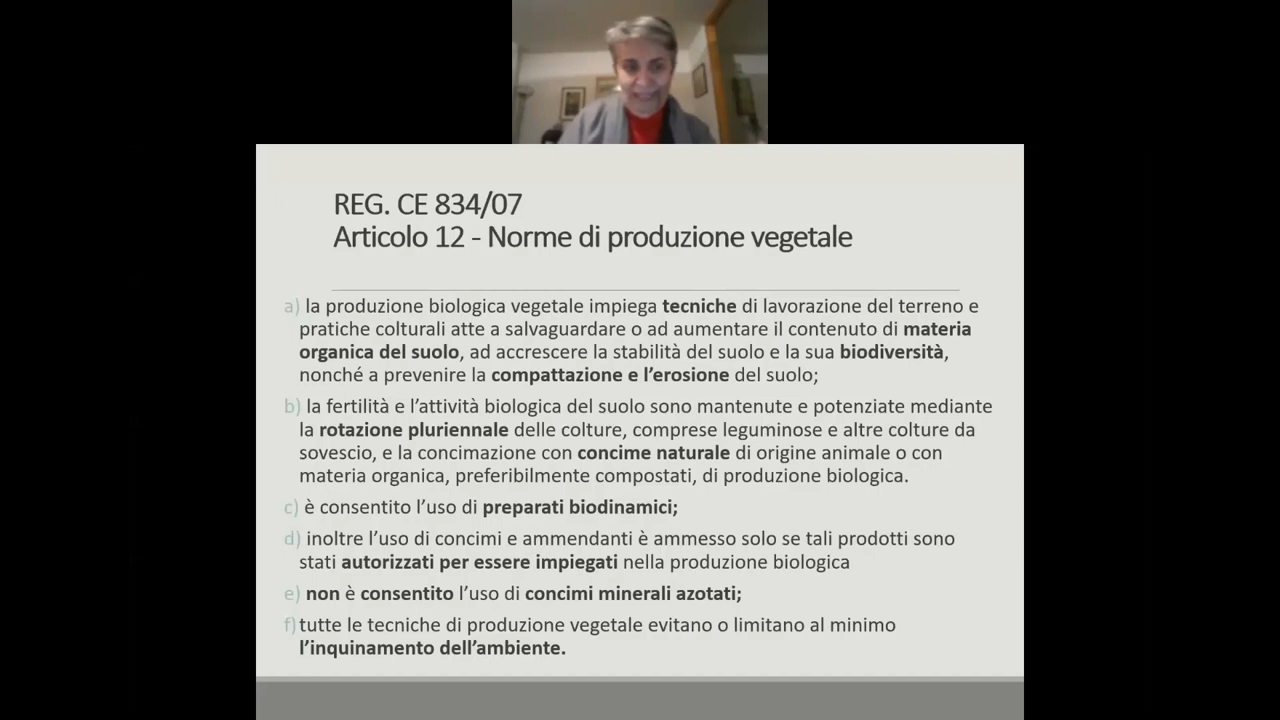 REG. CE 834/07
Articolo 12 - Norme di produzione vegetale
a) la produzione biologica vegetale impiega tecniche di lavorazione del terreno e
pratiche colturali atte a salvaguardare o ad aumentare il contenuto di materia
organica del suolo, ad accrescere la stabilità del suolo e la sua biodiversità,
nonché a prevenire la compattazione e l'erosione del suolo;
b) la fertilità e l'attività biologica del suolo sono mantenute e potenziate mediante
la rotazione pluriennale delle colture, comprese leguminose e altre colture da
sovescio, e la concimazione con concime naturale di origine animale o con
materia organica, preferibilmente compostati, di produzione biologica.
c) è consentito l'uso di preparati biodinamici;
d) inoltre l'uso di concimi e ammendanti è ammesso solo se tali prodotti sono
stati autorizzati per essere impiegati nella produzione biologica
e) non è consentito l'uso di concimi minerali azotati;
f) tutte le tecniche di produzione vegetale evitano o limitano al minimo
l'inquinamento dell'ambiente.